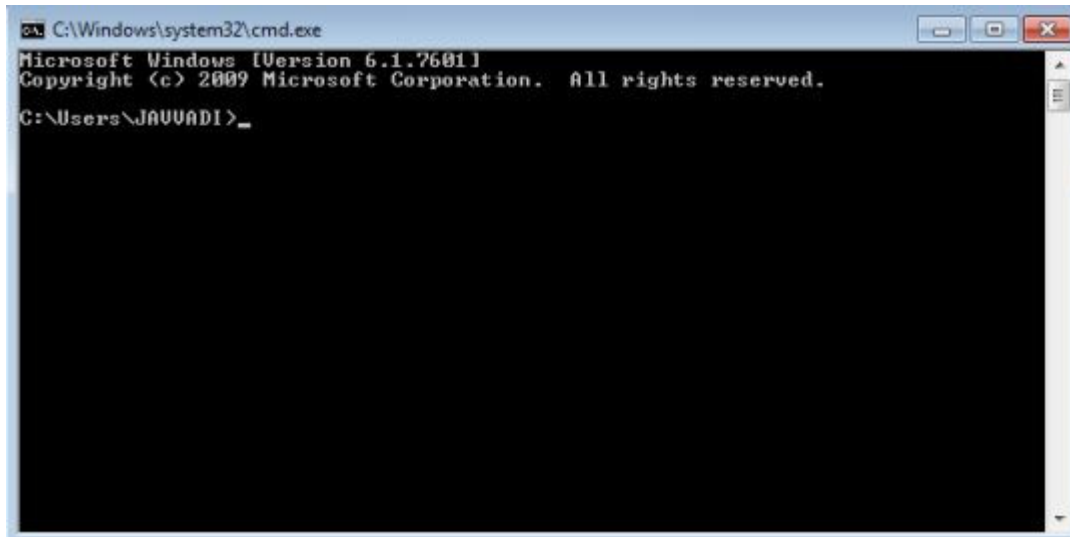 C:\Windows\system32\cmd.exe
Microsoft Windows [Version 6.1.7601]
Copyright (c) 2009 Microsoft Corporation.  All rights reserved.
C:\Users\JAVVADI>_